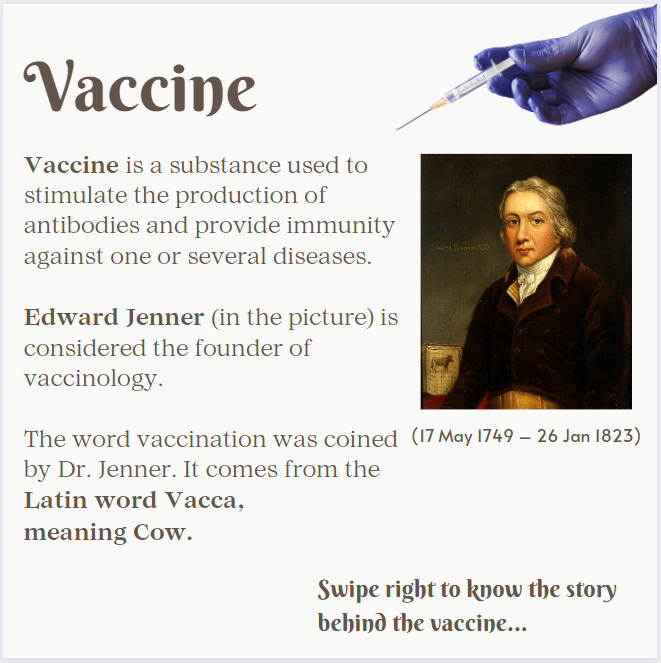 Vaccine
Vaccine is a substance used to
stimulate the production of
antibodies and provide immunity
against one or several diseases.
Edward Jenner (in the picture) is
considered the founder of
vaccinology.
(17 May 1749 – 26 Jan 1823)
The word vaccination was coined
by Dr. Jenner. It comes from the
Latin word Vacca,
meaning Cow.
Swipe right to know the story
behind the vaccine...